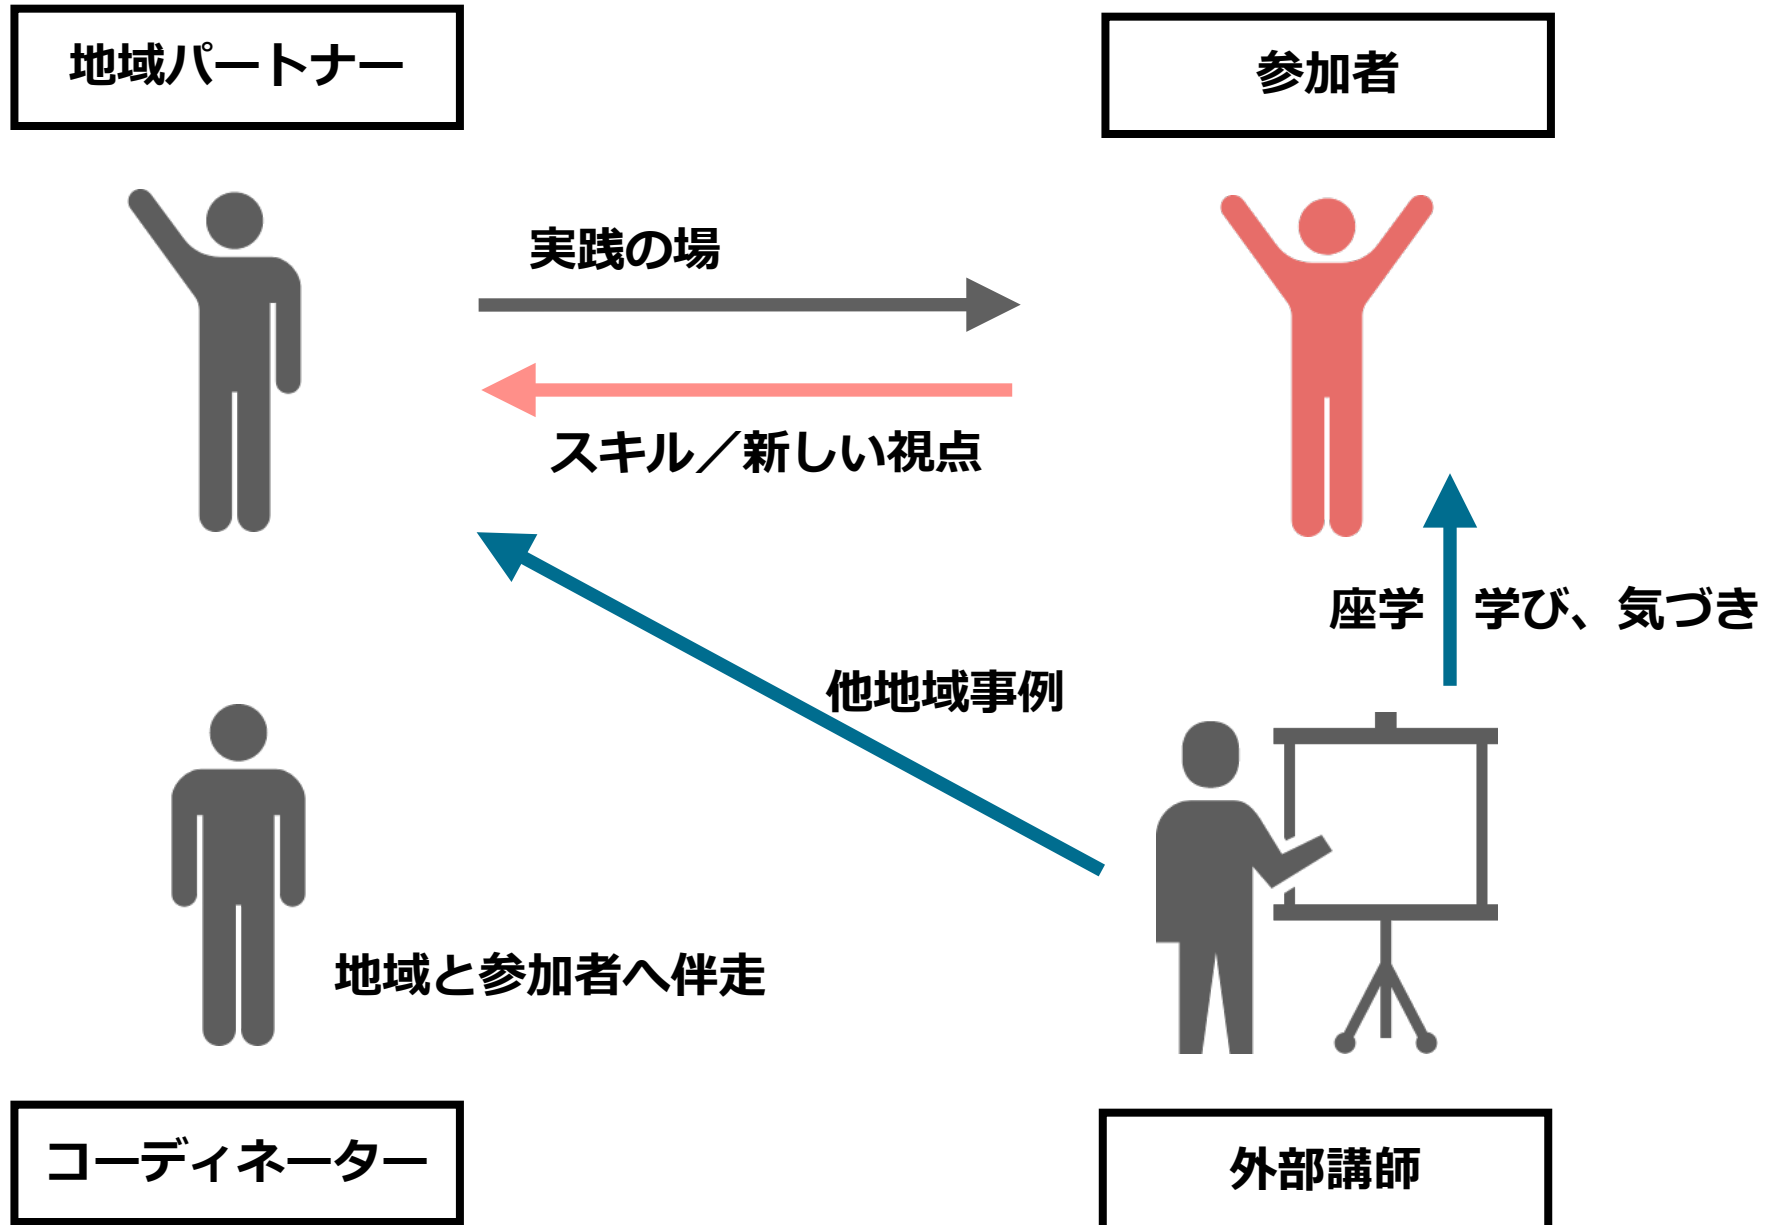 地域パートナー
参加者
実践の場
スキル／新しい視点
座学
学び、気づき
他地域事例
地域と参加者へ伴走
コーディネーター
外部講師